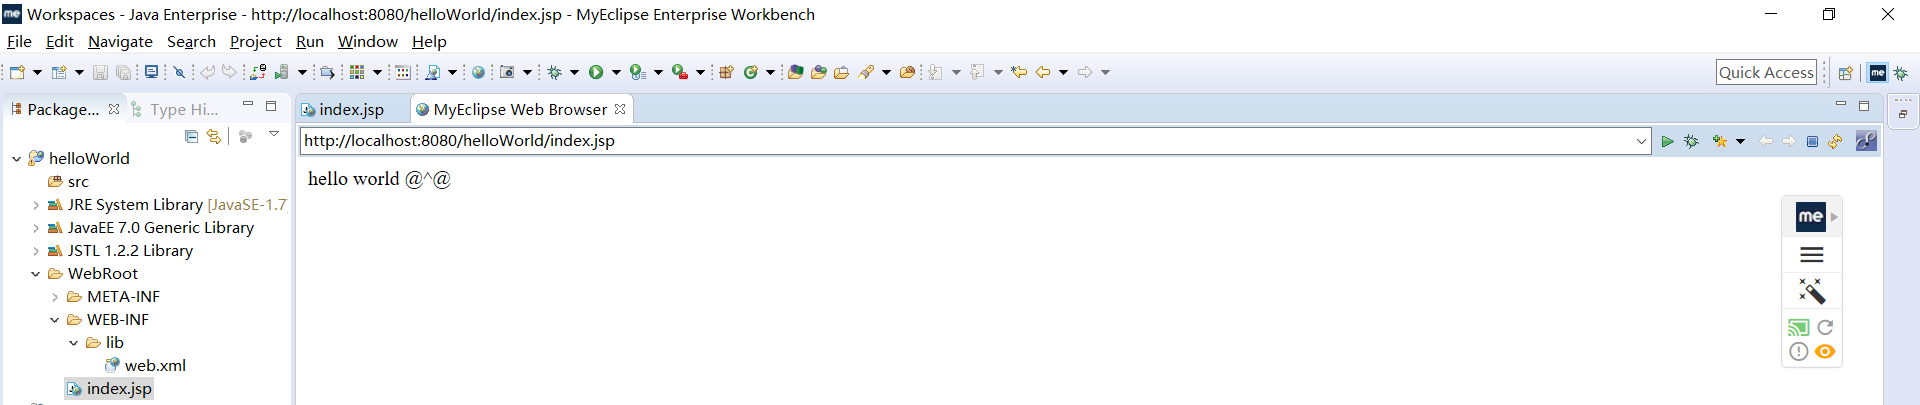 me Workspaces - Java Enterprise - http://localhost:8080/helloWorld/index.jsp - MyEclipse Enterprise Workbench
File Edit Navigate Search Project Run Window Help
Quick Access me
Package... Type Hi...
index.jsp MyEclipse Web Browser
http://localhost:8080/helloWorld/index.jsp
helloWorld
hello world @^@
src
JRE System Library [JavaSE-1.7
me
JavaEE 7.0 Generic Library
JSTL 1.2.2 Library
WebRoot
META-INF
WEB-INF
lib
web.xml
index.jsp